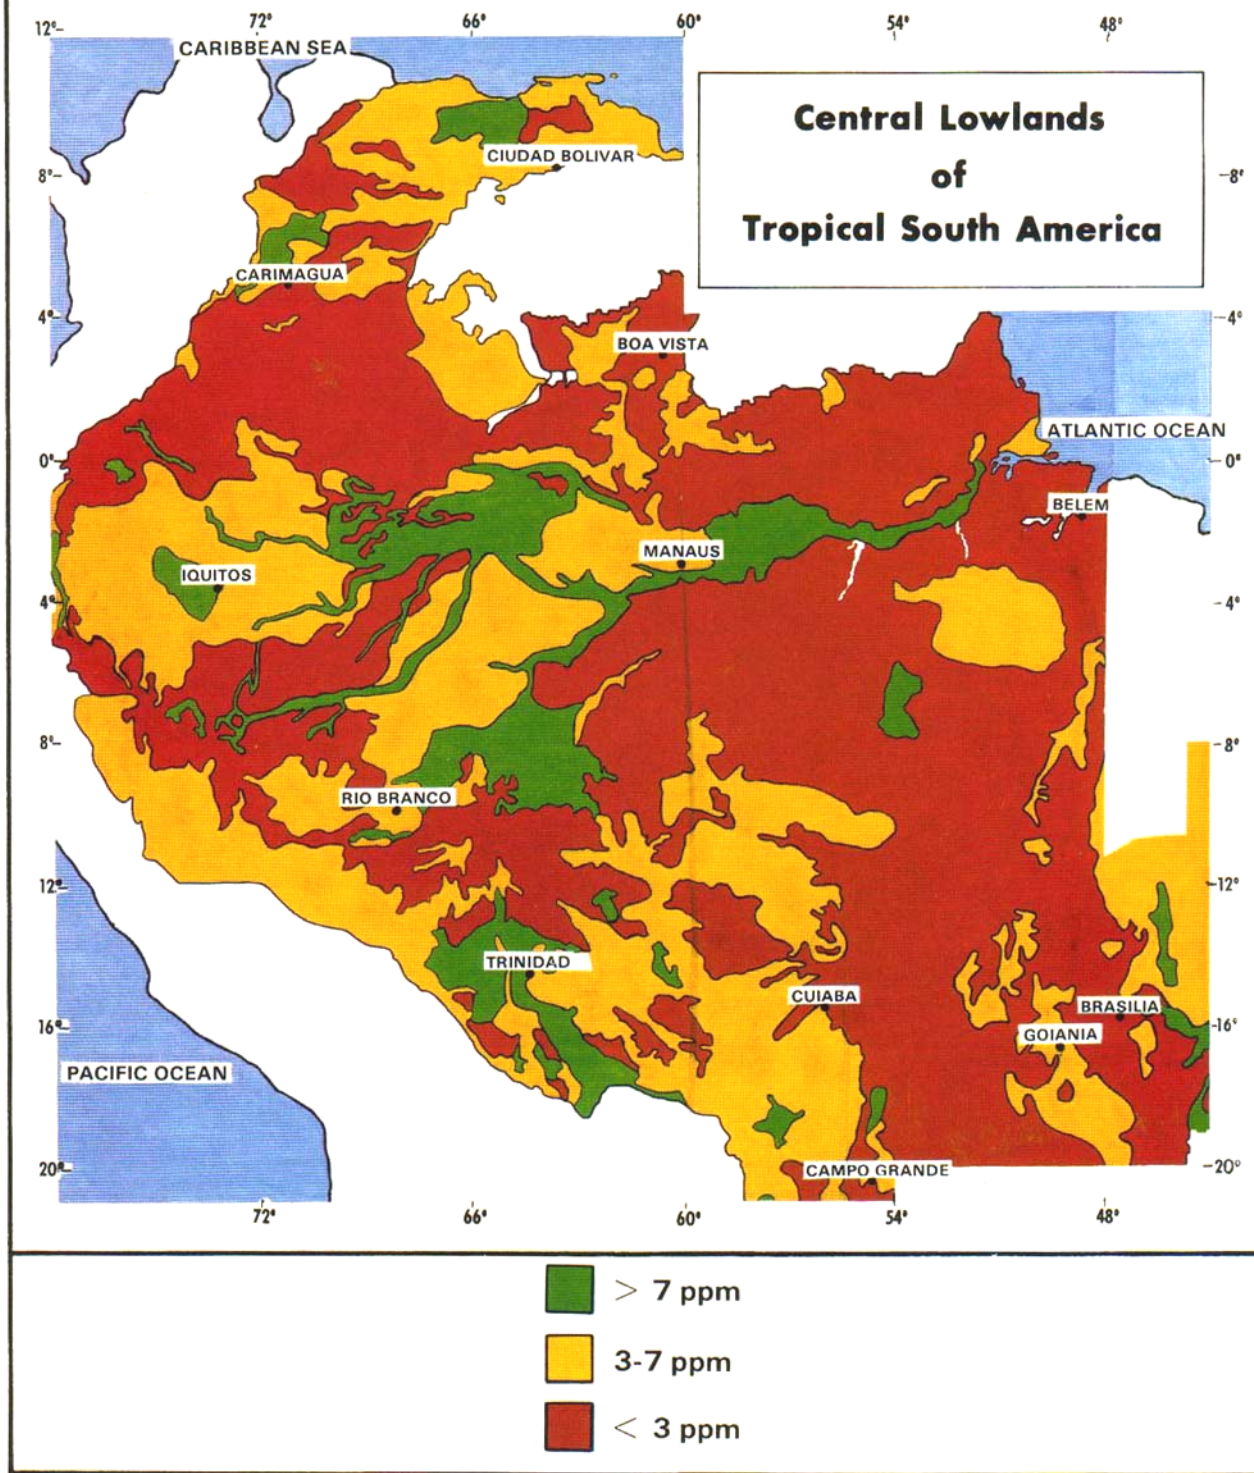 72° 66° 60° 54° 48°
12°
CARIBBEAN SEA
Central Lowlands
of
Tropical South America
CIUDAD BOLIVAR
8° 8°
CARIMAGUA
4° 4°
BOA VISTA
ATLANTIC OCEAN
0° 0°
BELEM
MANAUS
IQUITOS
4° 4°
8° 8°
RIO BRANCO
12° 12°
TRINIDAD
CUIABA
BRASILIA
16° 16°
GOIANIA
PACIFIC OCEAN
20° 20°
CAMPO GRANDE
72° 66° 60° 54° 48°
> 7 ppm
3-7 ppm
< 3 ppm